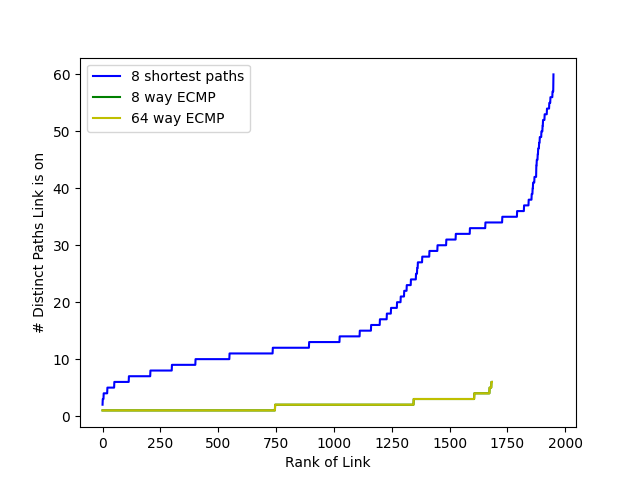 8 shortest paths
8 way ECMP
64 way ECMP
# Distinct Paths Link is on
60
50
40
30
20
10
0
0 250 500 750 1000 1250 1500 1750 2000
Rank of Link